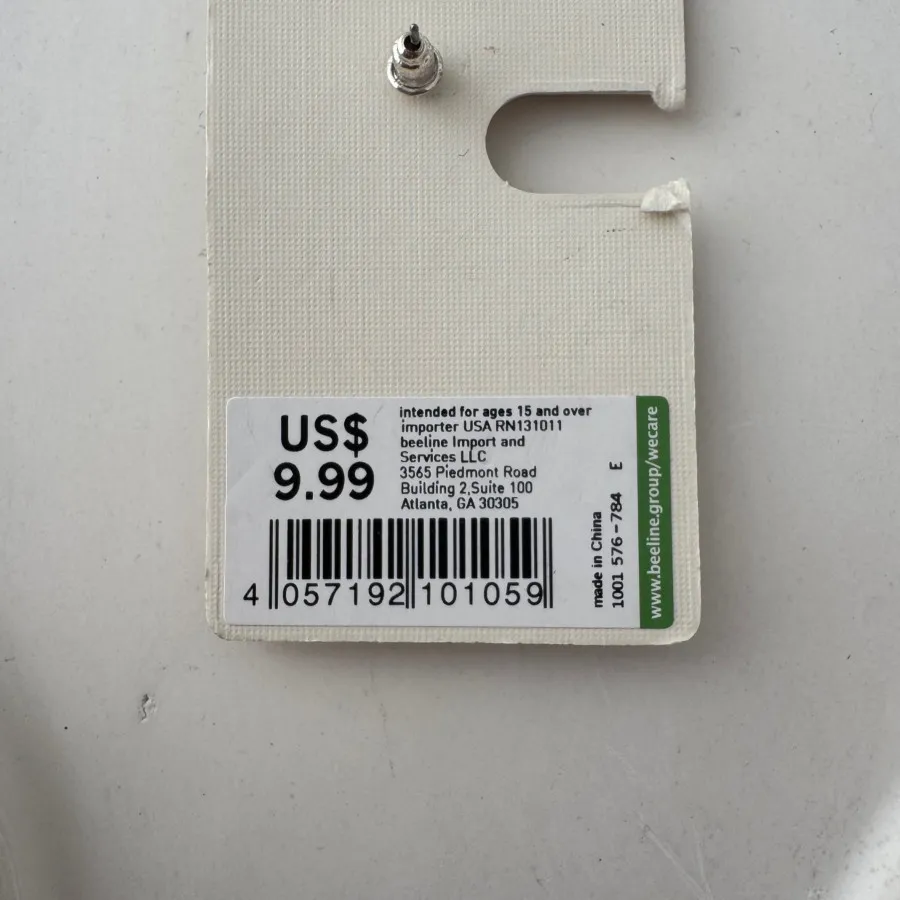 US$
9.99
intended for ages 15 and over
importer USA RN131011
beeline Import and
Services LLC
3565 Piedmont Road
Building 2,Suite 100
Atlanta, GA 30305
4 057192 101059
made in China
1001 576-784 E
www.beeline.group/wecare